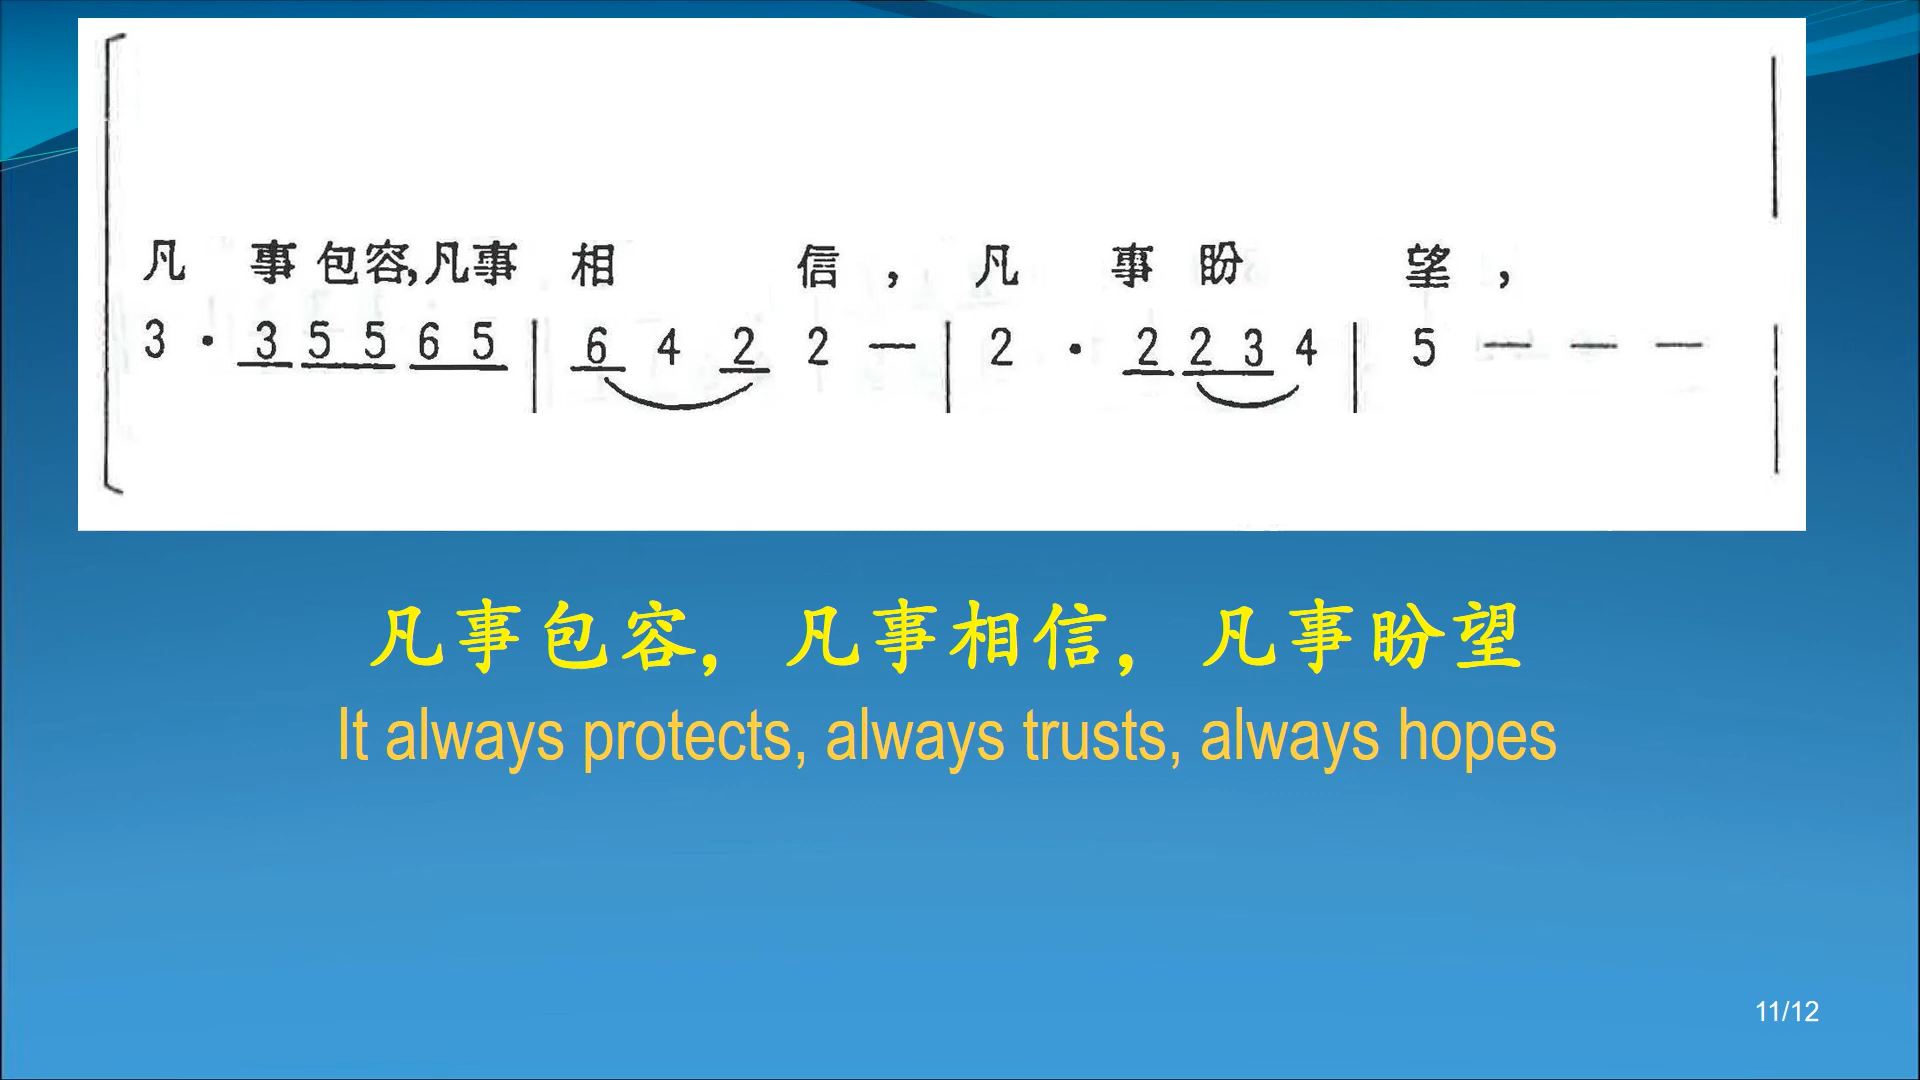 凡 事包容,凡事 相 信 , 凡 事 盼 望 ,
3 · 3 5 5 6 5 | 6 4 2 2 — | 2 · 2 2 3 4 | 5 — — — |
凡事包容，凡事相信，凡事盼望
It always protects, always trusts, always hopes
11/12